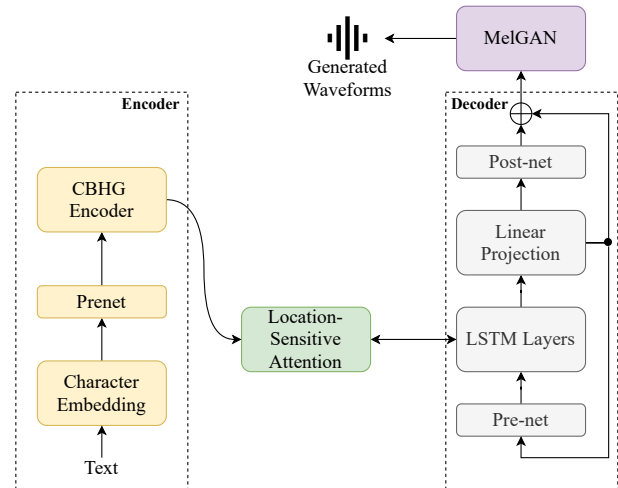 MelGAN
Generated
Waveforms
Encoder
Decoder
CBHG
Encoder
Post-net
Linear
Projection
Prenet
Location-
Sensitive
Attention
LSTM Layers
Character
Embedding
Pre-net
Text